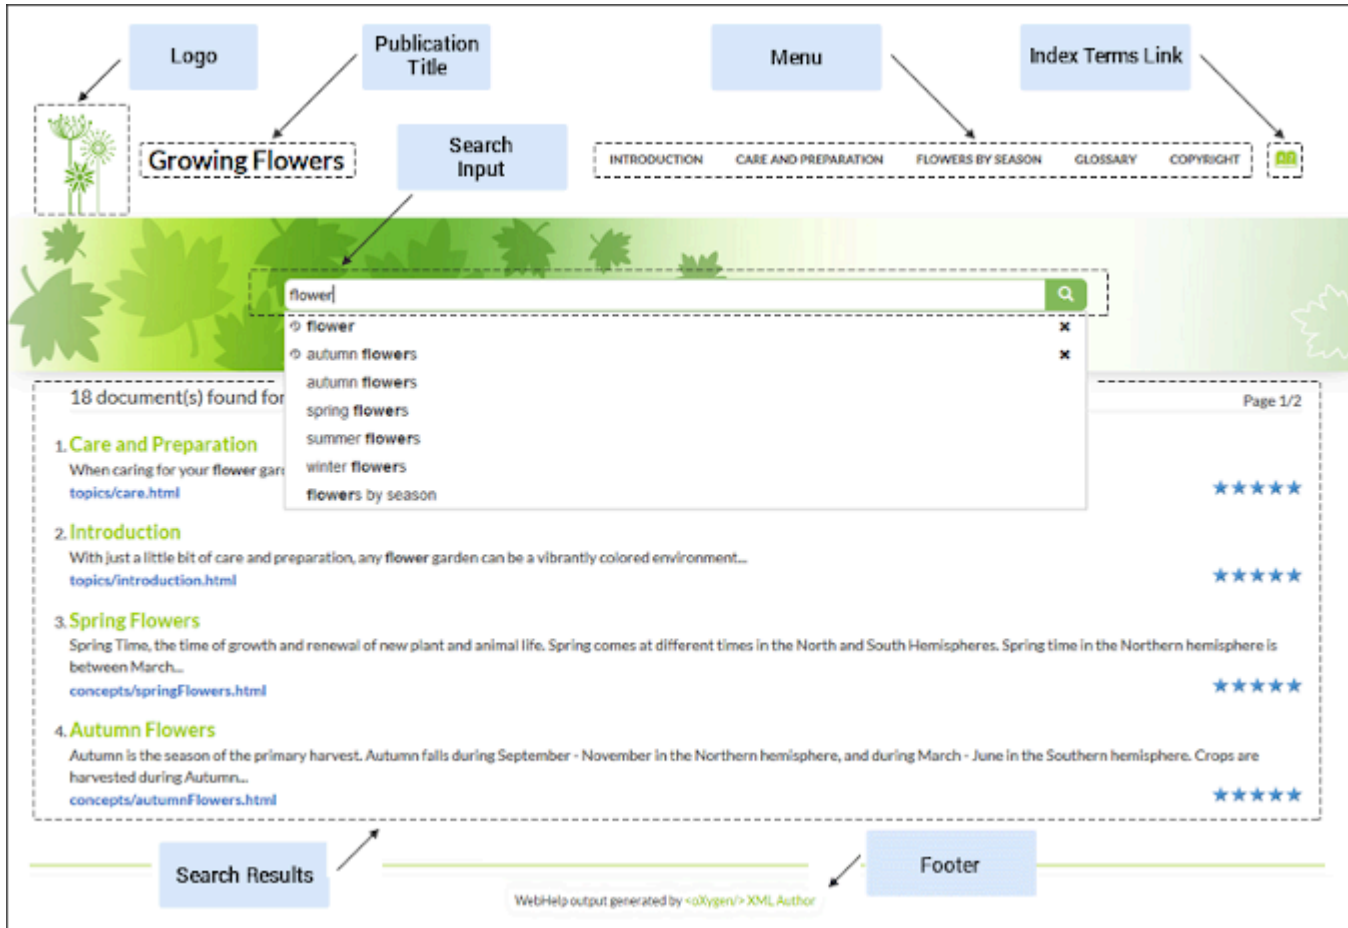 Logo
Publication
Title
Menu
Index Terms Link
Growing Flowers
Search
Input
INTRODUCTION CARE AND PREPARATION FLOWERS BY SEASON GLOSSARY COPYRIGHT
flower
flower
autumn flowers
autumn flowers
spring flowers
summer flowers
winter flowers
flowers by season
18 document(s) found for
Page 1/2
1. Care and Preparation
When caring for your flower gar
topics/care.html
2. Introduction
With just a little bit of care and preparation, any flower garden can be a vibrantly colored environment...
topics/introduction.html
3. Spring Flowers
Spring Time, the time of growth and renewal of new plant and animal life. Spring comes at different times in the North and South Hemispheres. Spring time in the Northern hemisphere is
between March...
concepts/springFlowers.html
4. Autumn Flowers
Autumn is the season of the primary harvest. Autumn falls during September - November in the Northern hemisphere, and during March - June in the Southern hemisphere. Crops are
harvested during Autumn...
concepts/autumnFlowers.html
Search Results
Footer
WebHelp output generated by <oXygen/> XML Author